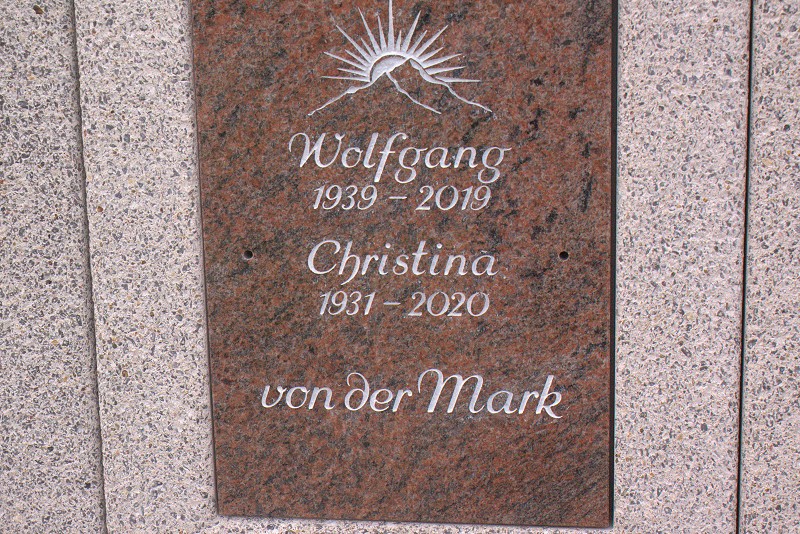 Wolfgang
1939 – 2019
Christina
1931 – 2020
von der Mark